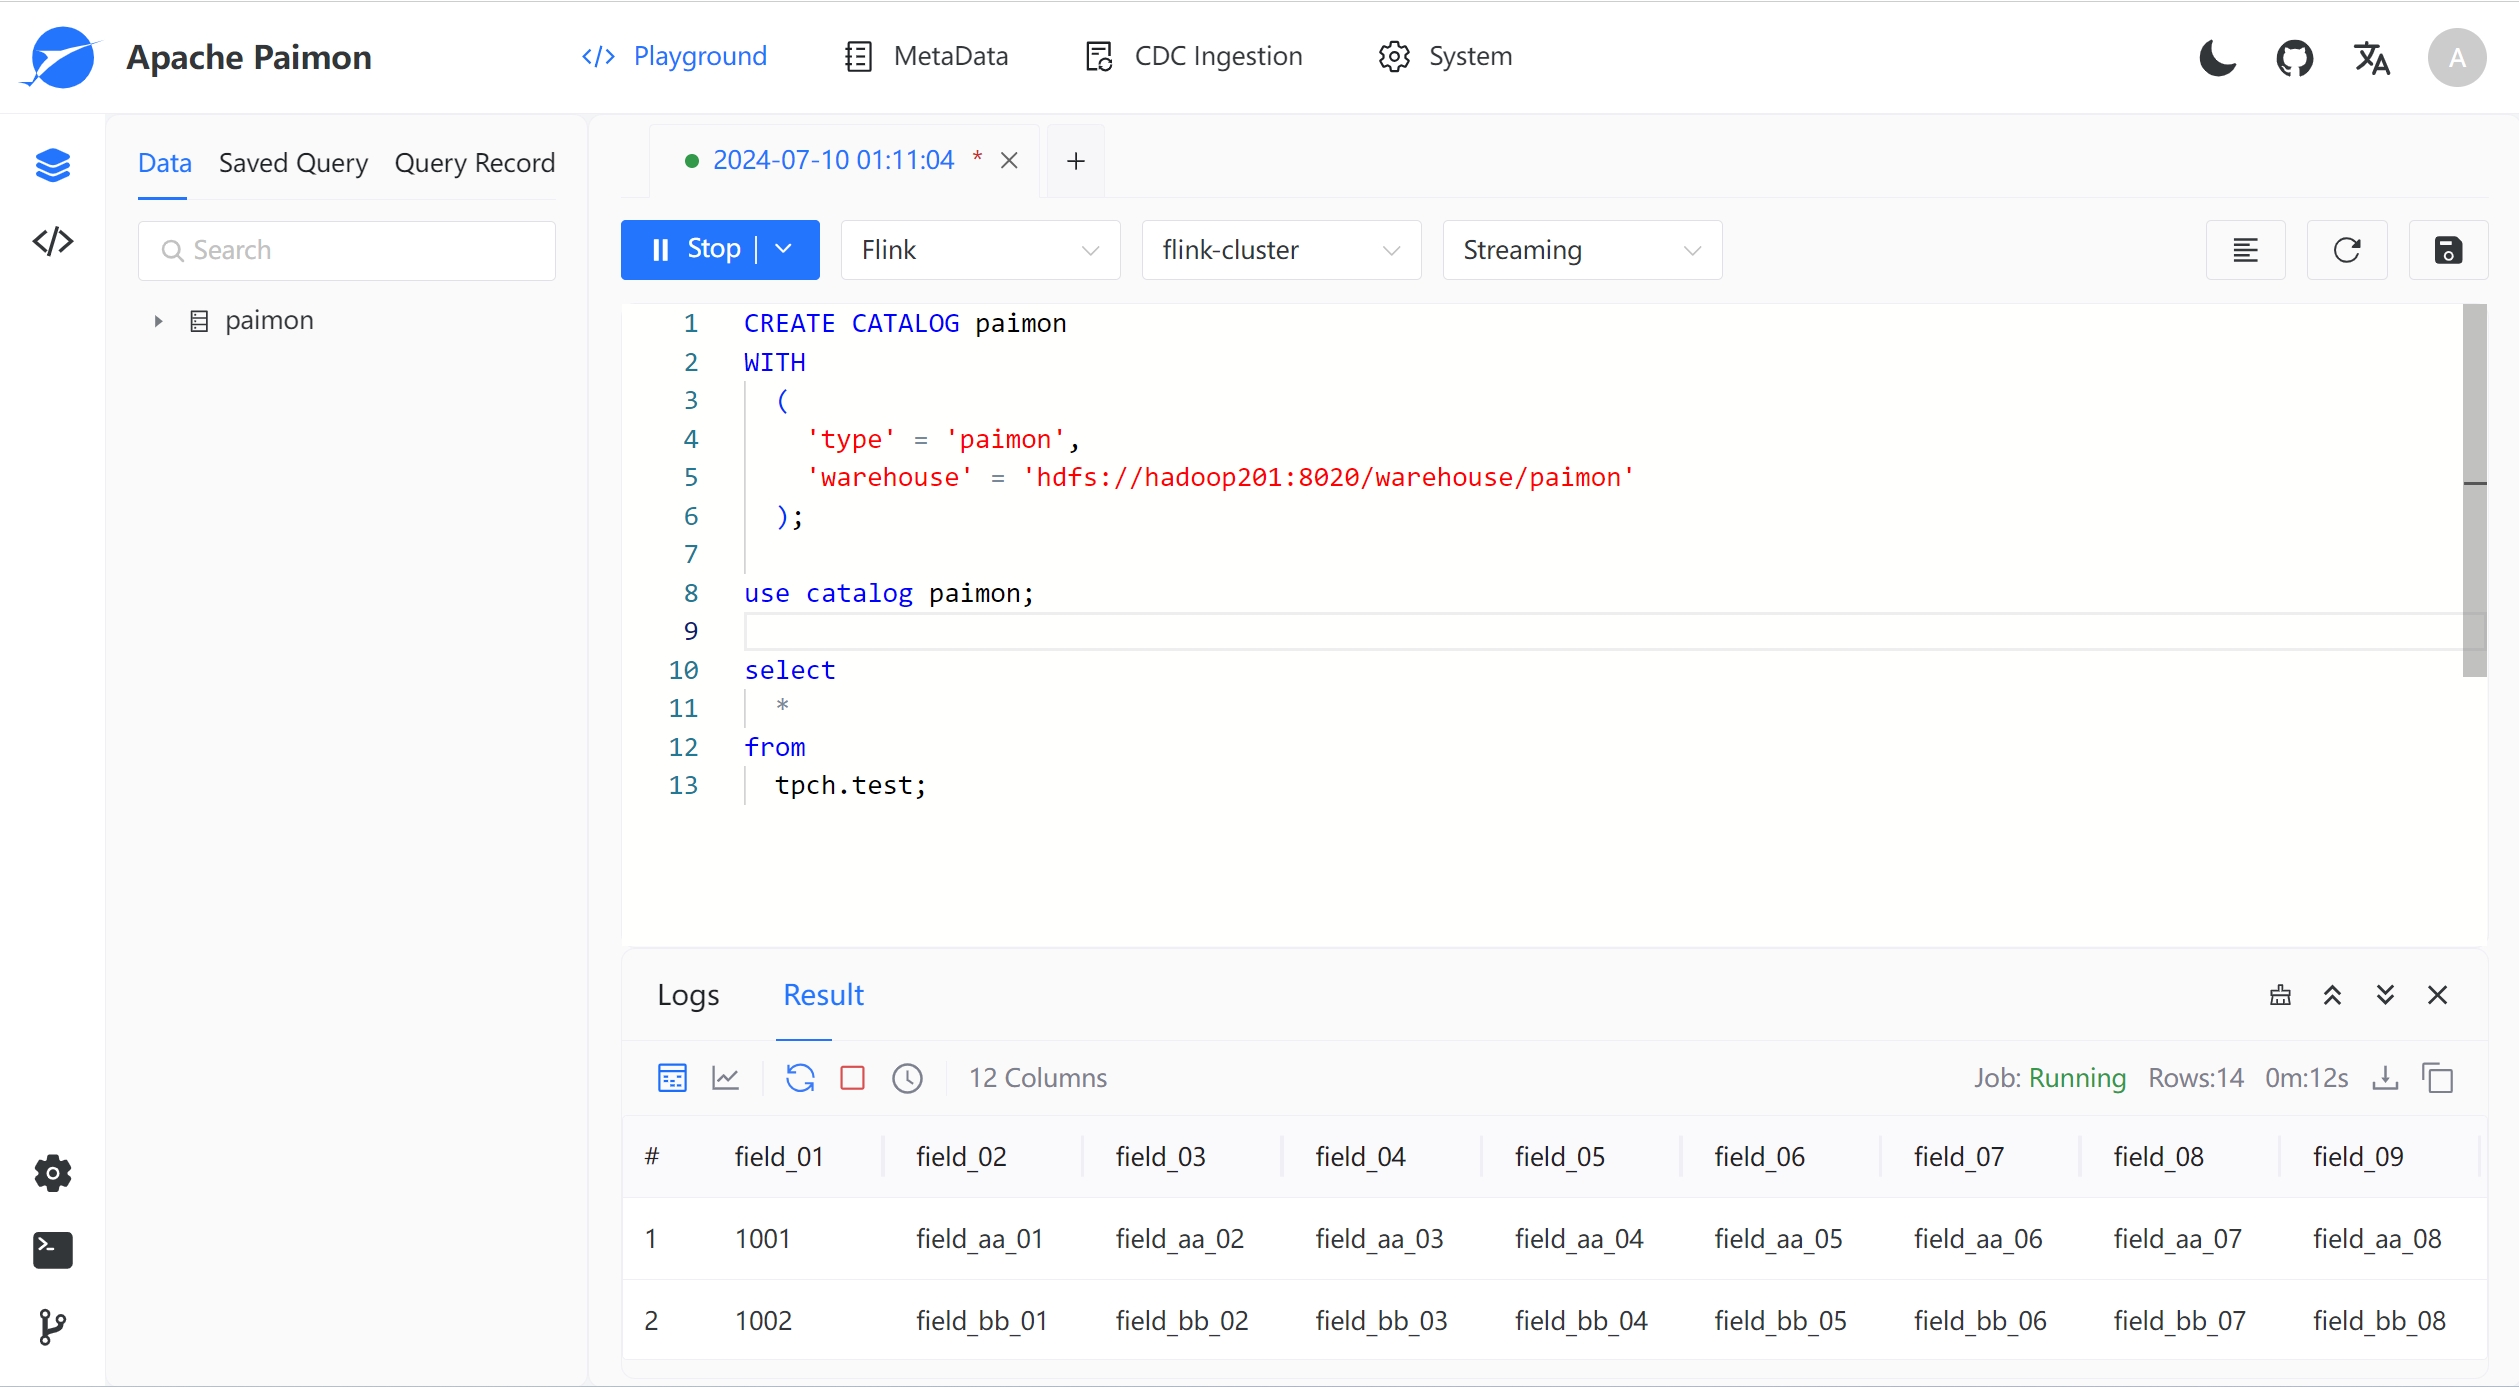 Apache Paimon
Playground
MetaData
CDC Ingestion
System
A
Data Saved Query Query Record
Search
paimon
2024-07-10 01:11:04 *
Stop
Flink
flink-cluster
Streaming
1 CREATE CATALOG paimon
2 WITH
3 (
4 'type' = 'paimon',
5 'warehouse' = 'hdfs://hadoop201:8020/warehouse/paimon'
6 );
7
8 use catalog paimon;
9
10 select
11 *
12 from
13 tpch.test;
Logs Result
12 Columns
Job: Running Rows:14 0m:12s
# field_01 field_02 field_03 field_04 field_05 field_06 field_07 field_08 field_09
1 1001 field_aa_01 field_aa_02 field_aa_03 field_aa_04 field_aa_05 field_aa_06 field_aa_07 field_aa_08
2 1002 field_bb_01 field_bb_02 field_bb_03 field_bb_04 field_bb_05 field_bb_06 field_bb_07 field_bb_08